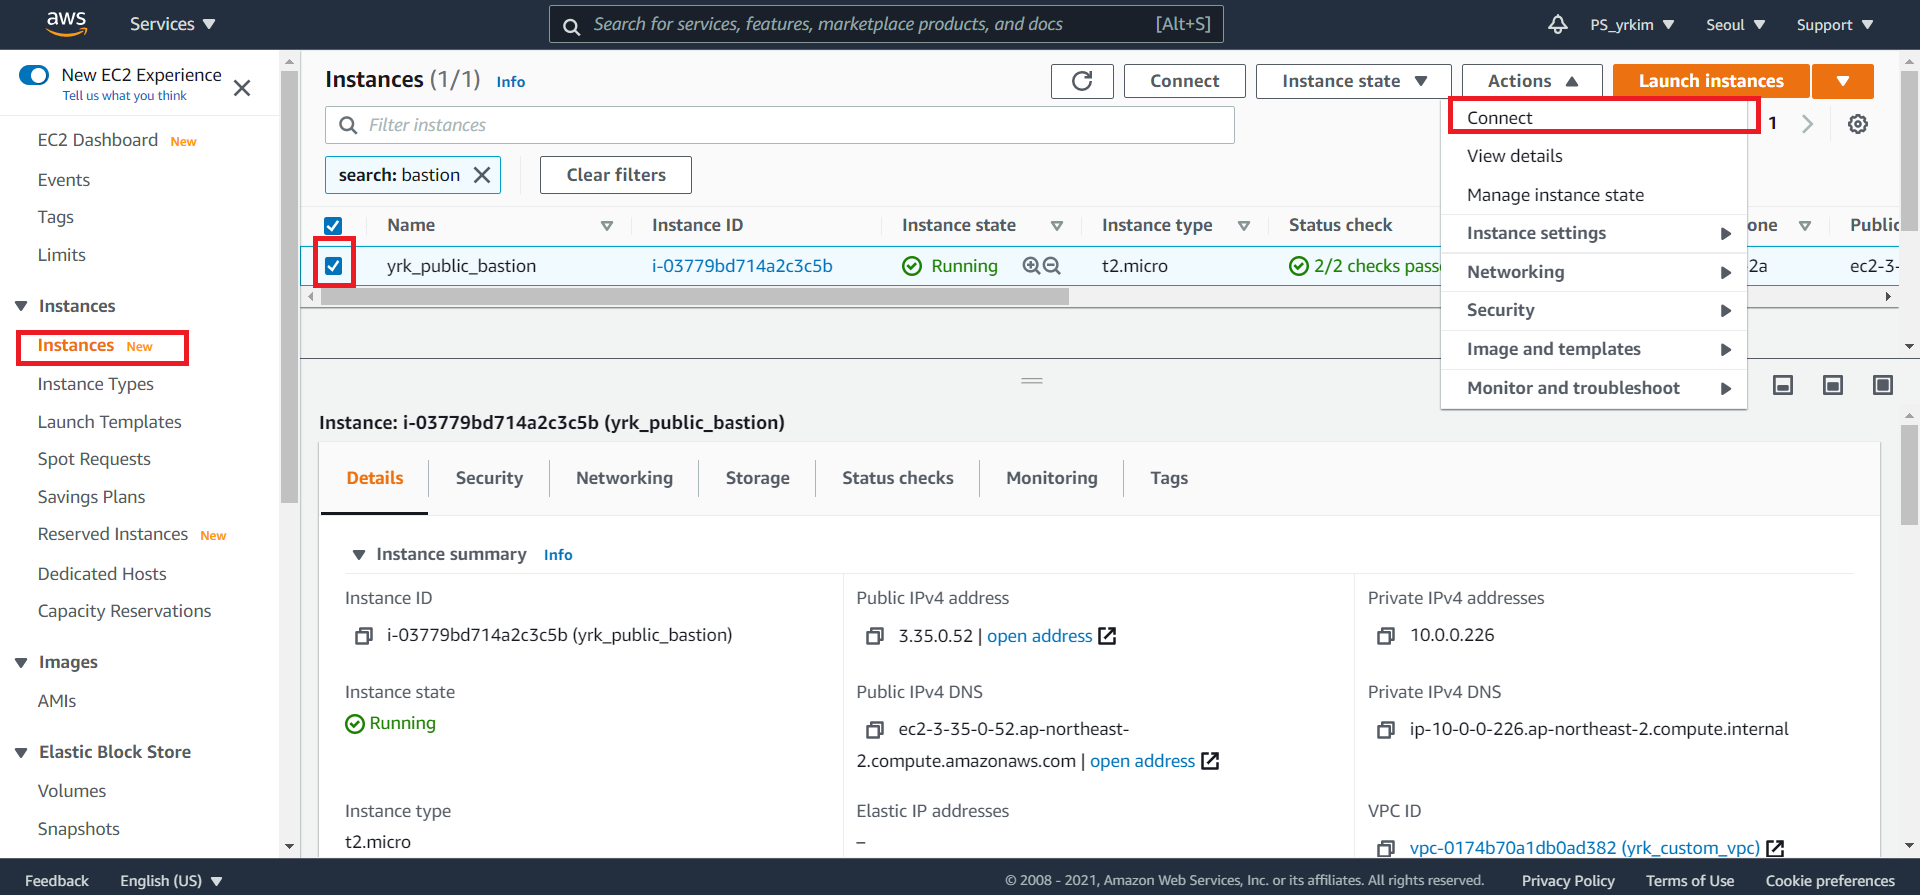 aws
Services
Search for services, features, marketplace products, and docs
[Alt+S]
PS_yrkim
Seoul
Support
New EC2 Experience
Tell us what you think
EC2 Dashboard New
Events
Tags
Limits
Instances
Instances New
Instance Types
Launch Templates
Spot Requests
Savings Plans
Reserved Instances New
Dedicated Hosts
Capacity Reservations
Images
AMIs
Elastic Block Store
Volumes
Snapshots
Instances (1/1) Info
Connect
Instance state
Actions
Launch instances
Filter instances
1
search: bastion
Clear filters
Connect
View details
Manage instance state
Instance settings
Networking
Security
Image and templates
Monitor and troubleshoot
Name
Instance ID
Instance state
Instance type
Status check
one
Public
yrk_public_bastion
i-03779bd714a2c3c5b
Running
t2.micro
2/2 checks passe
-2a
ec2-3-
Instance: i-03779bd714a2c3c5b (yrk_public_bastion)
Details
Security
Networking
Storage
Status checks
Monitoring
Tags
Instance summary Info
Instance ID
i-03779bd714a2c3c5b (yrk_public_bastion)
Public IPv4 address
3.35.0.52 | open address
Private IPv4 addresses
10.0.0.226
Instance state
Running
Public IPv4 DNS
ec2-3-35-0-52.ap-northeast-
2.compute.amazonaws.com | open address
Private IPv4 DNS
ip-10-0-0-226.ap-northeast-2.compute.internal
Instance type
t2.micro
Elastic IP addresses
–
VPC ID
vpc-0174b70a1db0ad382 (yrk_custom_vpc)
Feedback
English (US)
© 2008 - 2021, Amazon Web Services, Inc. or its affiliates. All rights reserved.
Privacy Policy
Terms of Use
Cookie preferences